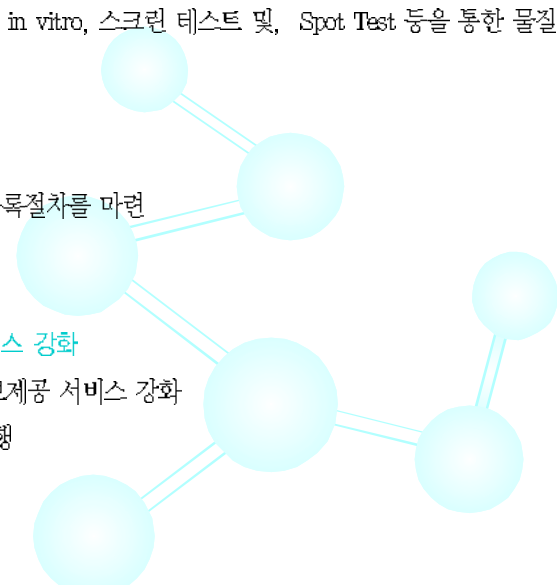 in vitro, 스크린 테스트 및, Spot Test 등을 통한 물질
록절차를 마련
스 강화
제공 서비스 강화
행